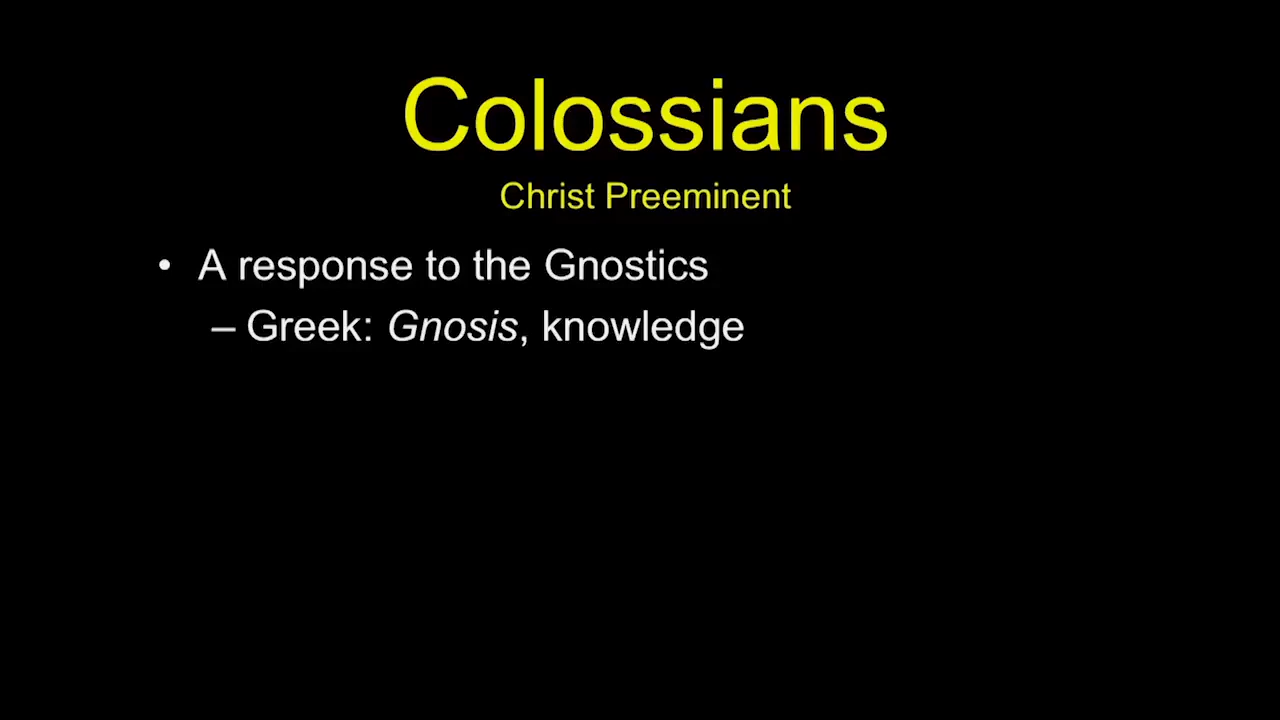 Colossians
Christ Preeminent
• A response to the Gnostics
– Greek: Gnosis, knowledge